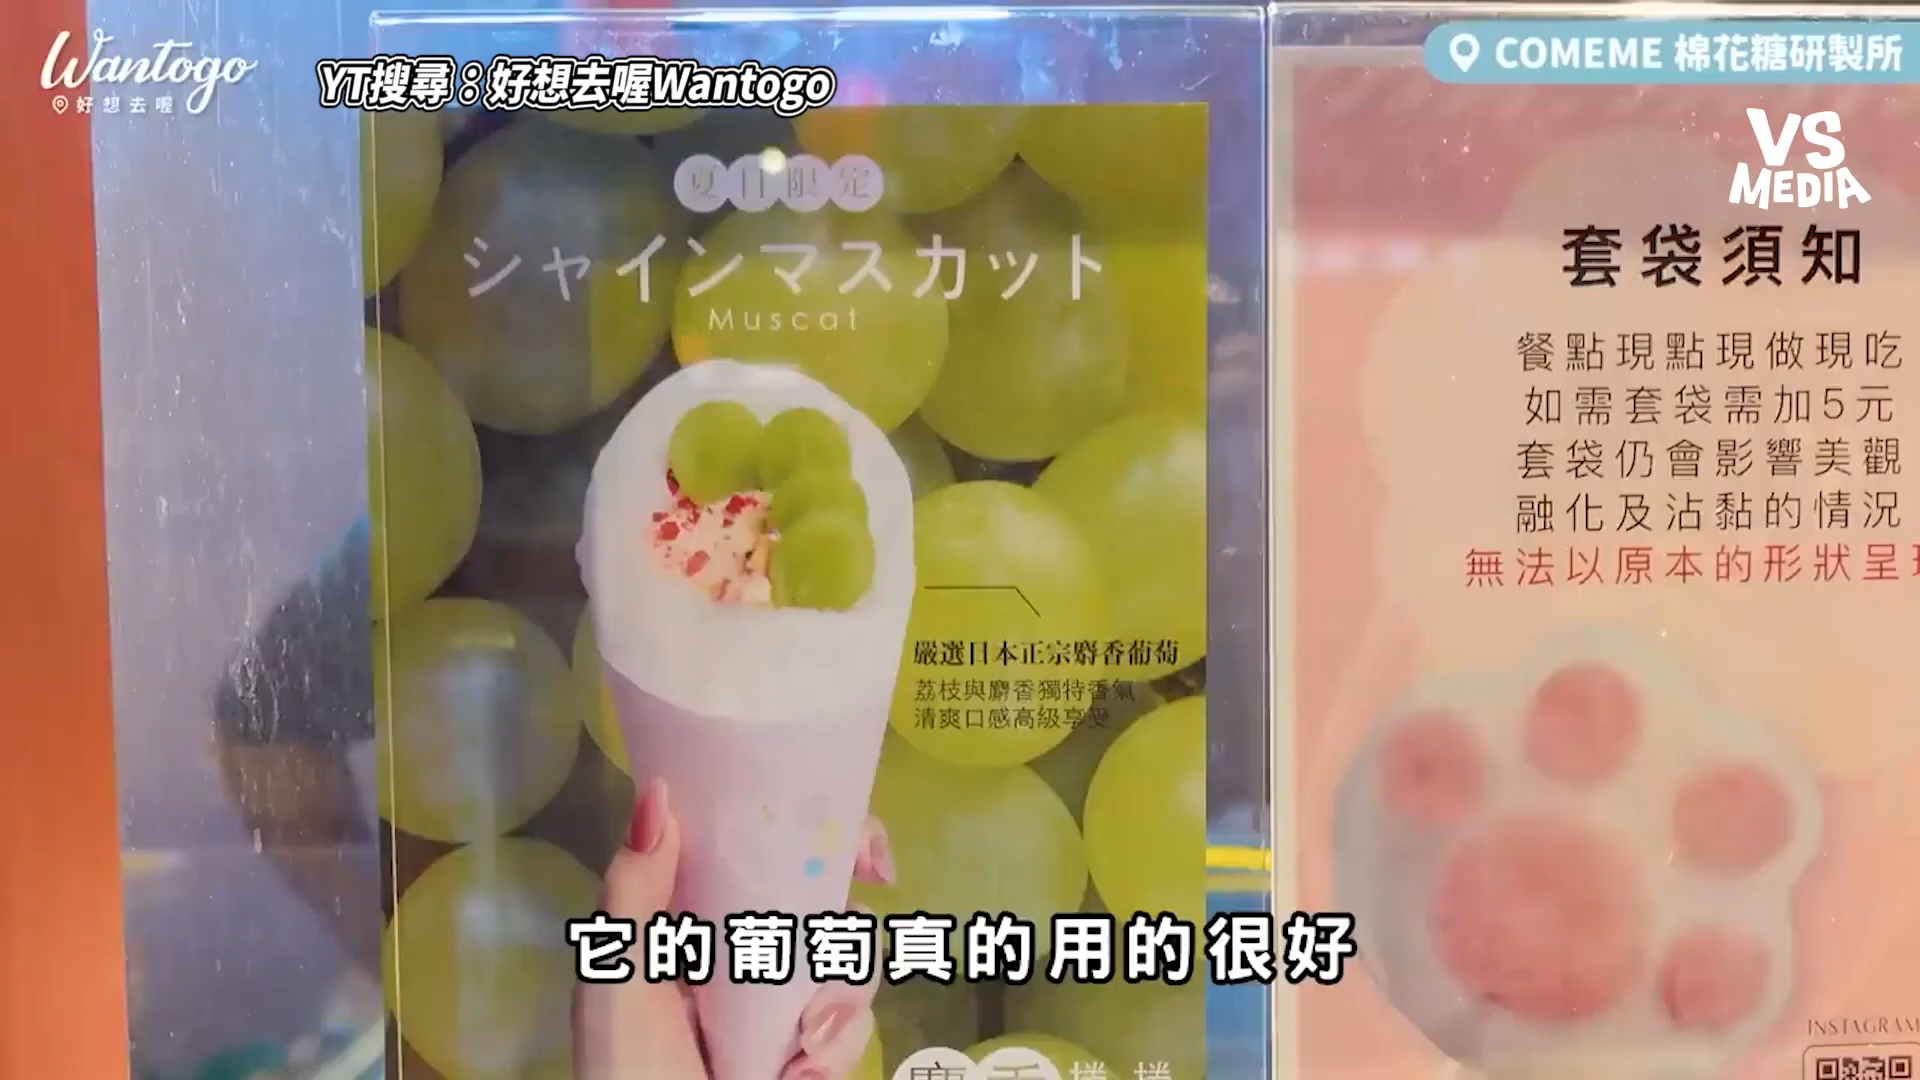 Wantogo
好想去喔
YT搜尋：好想去喔Wantogo
COMEME 棉花糖研製所
VS
MEDIA
夏日限定
シャインマスカット
Muscat
嚴選日本正宗麝香葡萄
荔枝與麝香獨特香氣
清爽口感高級享受
套袋須知
餐點現點現做現吃
如需套袋需加5元
套袋仍會影響美觀
融化及沾黏的情況
無法以原本的形狀呈
INSTAGRAM
它的葡萄真的用的很好